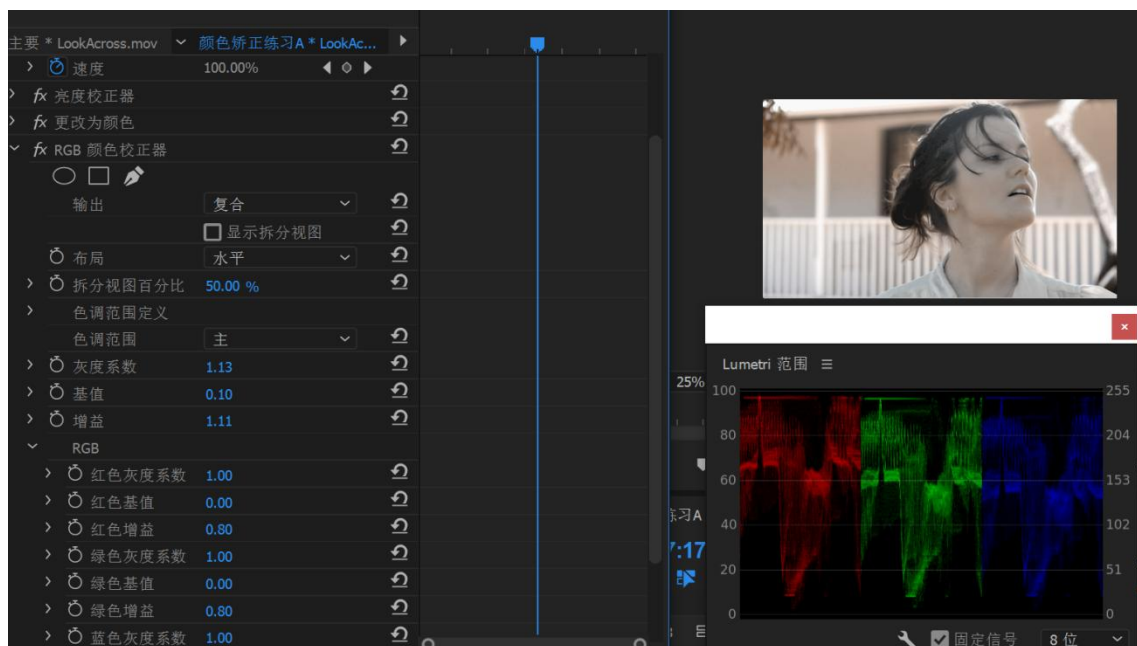 主要 * LookAcross.mov 颜色矫正练习A * LookAc...
速度 100.00%
fx 亮度校正器
fx 更改为颜色
fx RGB 颜色校正器
输出 复合
显示拆分视图
布局 水平
拆分视图百分比 50.00 %
色调范围定义
色调范围 主
灰度系数 1.13
基值 0.10
增益 1.11
RGB
红色灰度系数 1.00
红色基值 0.00
红色增益 0.80
绿色灰度系数 1.00
绿色基值 0.00
绿色增益 0.80
蓝色灰度系数 1.00
25%
练习A
7:17
Lumetri 范围
100 255
80 204
60 153
40 102
20 51
0 0
固定信号 8 位